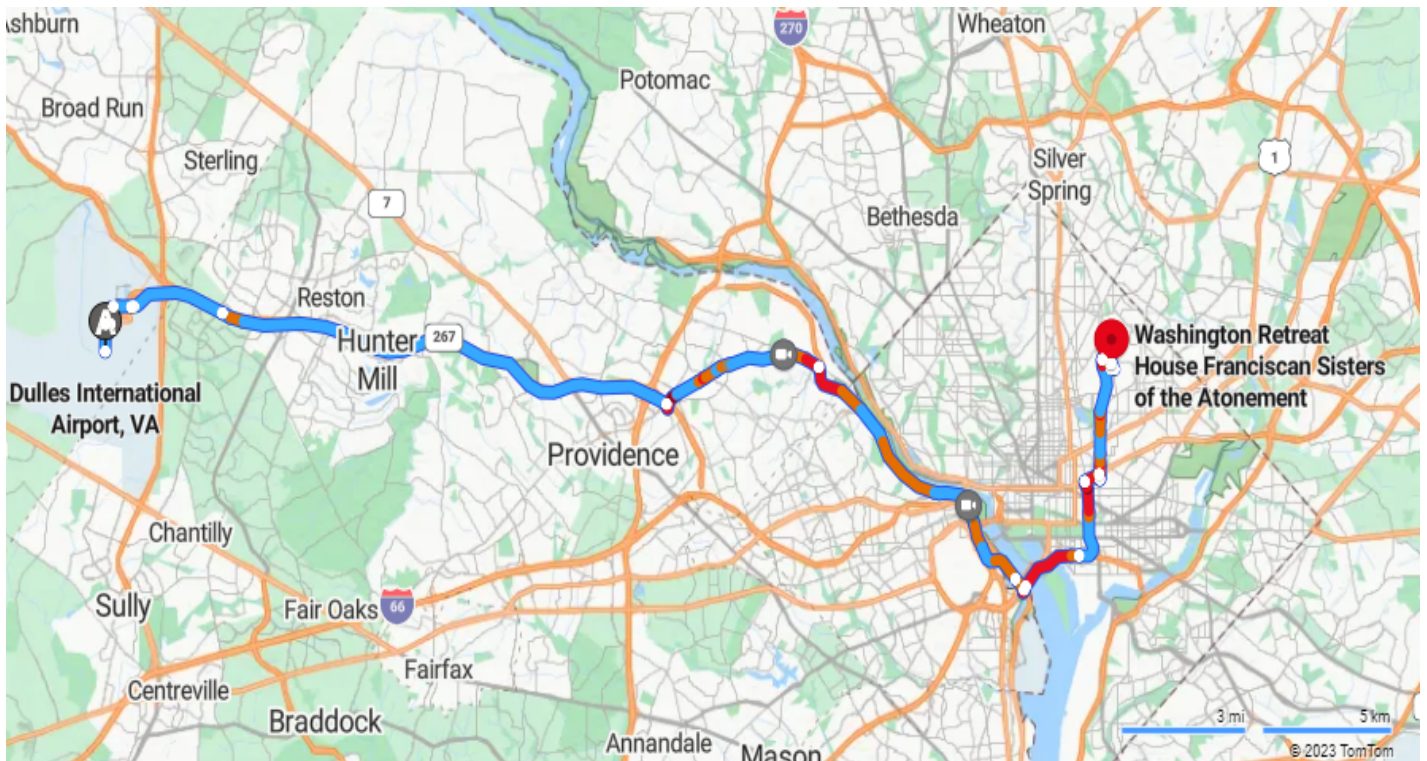 Ashburn
270
Wheaton
Potomac
Broad Run
Sterling
Silver
Spring
1
7
Bethesda
Reston
Hunter
Mill
267
Washington Retreat
House Franciscan Sisters
of the Atonement
Dulles International
Airport, VA
Providence
Chantilly
Sully
Fair Oaks
66
Fairfax
Centreville
Braddock
Annandale
Mason
3 mi
5 km
© 2023 TomTom